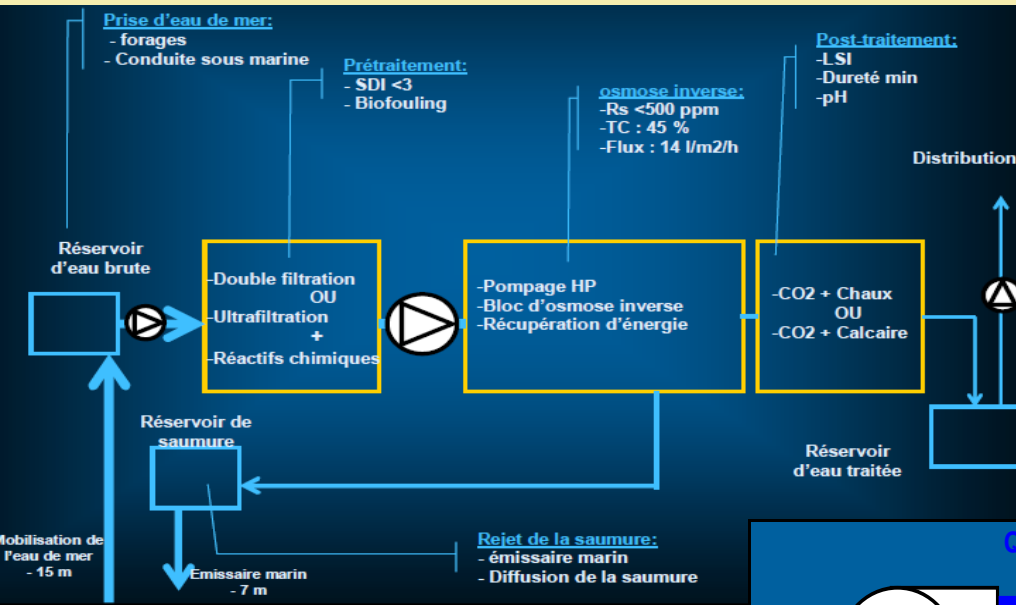 Prise d'eau de mer:
- forages
- Conduite sous marine
Prétraitement:
- SDI <3
- Biofouling
osmose inverse:
-Rs <500 ppm
-TC : 45 %
-Flux : 14 l/m2/h
Post-traitement:
-LSI
-Dureté min
-pH
Distribution
Réservoir
d'eau brute
-Double filtration
OU
-Ultrafiltration
+
-Réactifs chimiques
-Pompage HP
-Bloc d'osmose inverse
-Récupération d'énergie
-CO2 + Chaux
OU
-CO2 + Calcaire
Réservoir de
saumure
Réservoir
d'eau traitée
Mobilisation de
l'eau de mer
- 15 m
Emissaire marin
- 7 m
Rejet de la saumure:
- émissaire marin
- Diffusion de la saumure